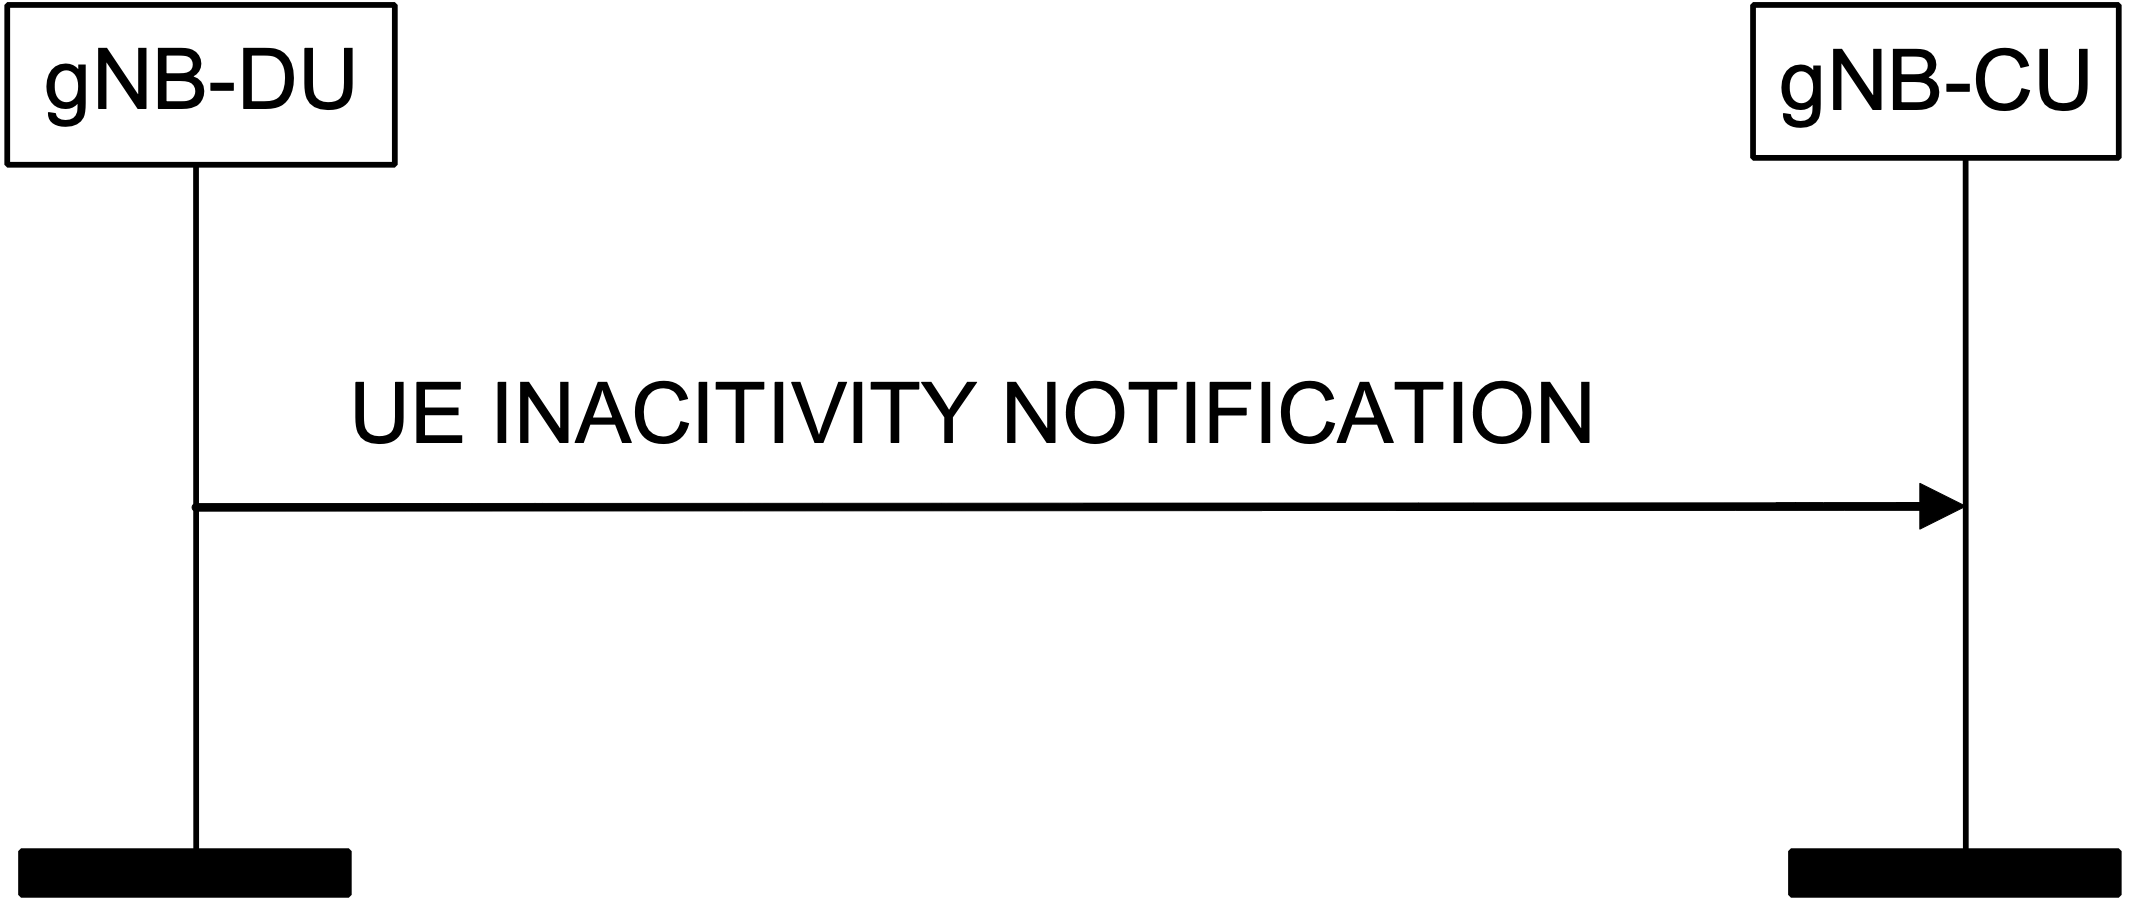 gNB-DU
gNB-CU
UE INACITIVITY NOTIFICATION